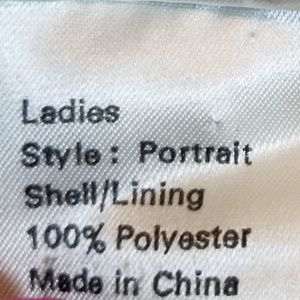 Ladies
Style: Portrait
Shell/Lining
100% Polyester
Made in China